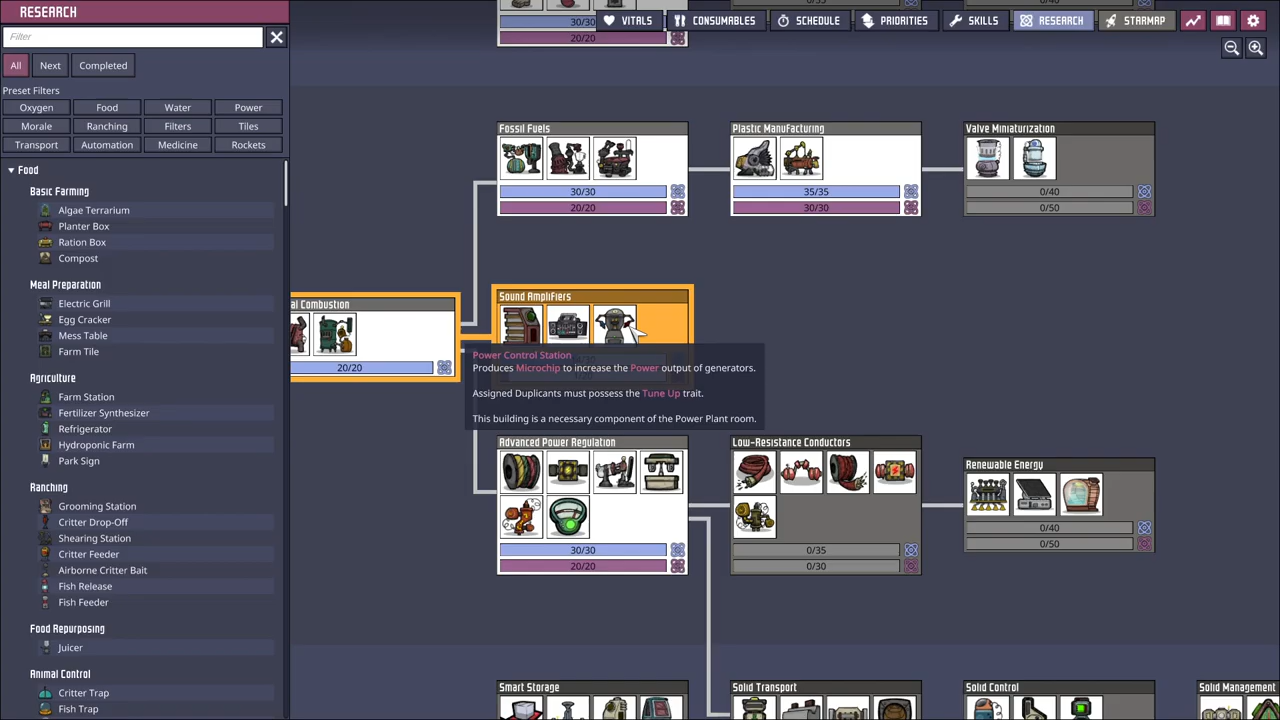 RESEARCH
Filter
All
Next
Completed
Preset Filters
Oxygen
Food
Water
Power
Morale
Ranching
Filters
Tiles
Transport
Automation
Medicine
Rockets
Food
Basic Farming
Algae Terrarium
Planter Box
Ration Box
Compost
Meal Preparation
Electric Grill
Egg Cracker
Mess Table
Farm Tile
Agriculture
Farm Station
Fertilizer Synthesizer
Refrigerator
Hydroponic Farm
Park Sign
Ranching
Grooming Station
Critter Drop-Off
Shearing Station
Critter Feeder
Airborne Critter Bait
Fish Release
Fish Feeder
Food Repurposing
Juicer
Animal Control
Critter Trap
Fish Trap
VITALS
CONSUMABLES
SCHEDULE
PRIORITIES
SKILLS
RESEARCH
STARMAP
30/30
20/20
Fossil Fuels
30/30
20/20
Plastic Manufacturing
35/35
30/30
Valve Miniaturization
0/40
0/50
al Combustion
20/20
Sound Amplifiers
Power Control Station
Produces Microchip to increase the Power output of generators.
Assigned Duplicants must possess the Tune Up trait.
This building is a necessary component of the Power Plant room.
Advanced Power Regulation
30/30
20/20
Low-Resistance Conductors
0/35
0/30
Renewable Energy
0/40
0/50
Smart Storage
Solid Transport
Solid Control
Solid Management